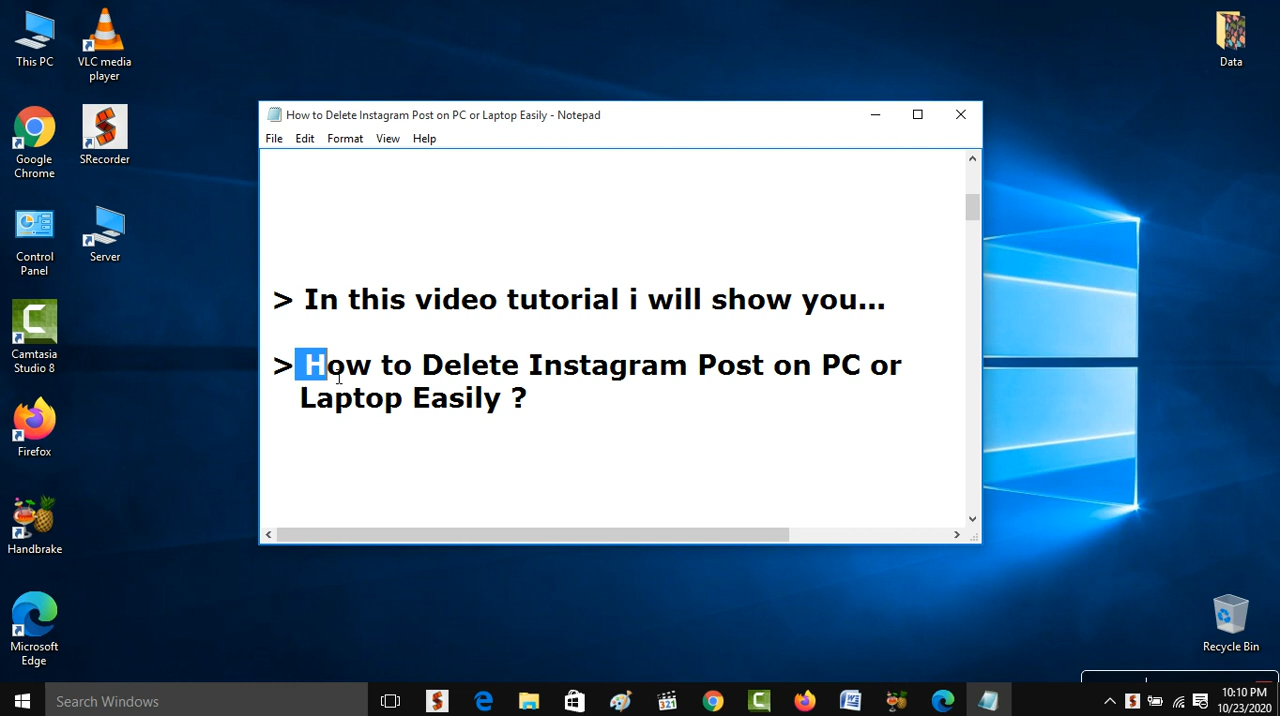 This PC
VLC media
player
Data
Google
Chrome
SRecorder
Control
Panel
Server
Camtasia
Studio 8
Firefox
Handbrake
Microsoft
Edge
Recycle Bin
How to Delete Instagram Post on PC or Laptop Easily - Notepad
File Edit Format View Help
> In this video tutorial i will show you...
> How to Delete Instagram Post on PC or
Laptop Easily ?
Search Windows
321
10:10 PM
10/23/2020